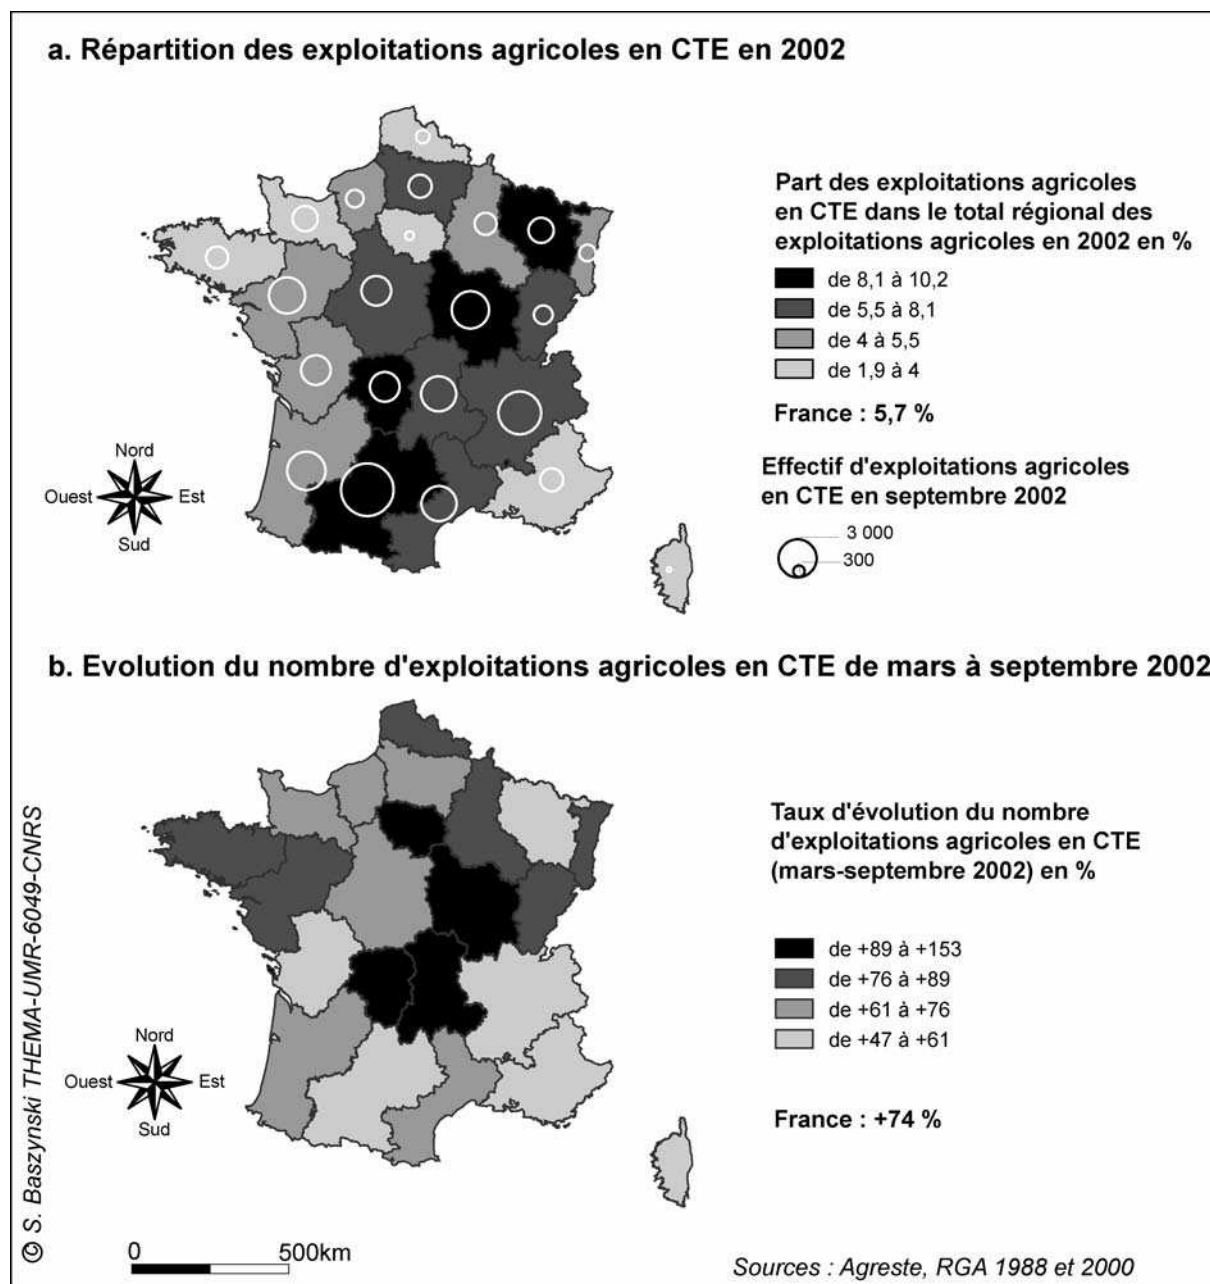 a. Répartition des exploitations agricoles en CTE en 2002
Part des exploitations agricoles
en CTE dans le total régional des
exploitations agricoles en 2002 en %
de 8,1 à 10,2
de 5,5 à 8,1
de 4 à 5,5
de 1,9 à 4
France : 5,7 %
Nord
Ouest
Est
Sud
Effectif d'exploitations agricoles
en CTE en septembre 2002
3 000
300
b. Evolution du nombre d'exploitations agricoles en CTE de mars à septembre 2002
Taux d'évolution du nombre
d'exploitations agricoles en CTE
(mars-septembre 2002) en %
de +89 à +153
de +76 à +89
de +61 à +76
de +47 à +61
France : +74 %
Nord
Ouest
Est
Sud
© S. Baszynski THEMA-UMR-6049-CNRS
0
500km
Sources : Agreste, RGA 1988 et 2000